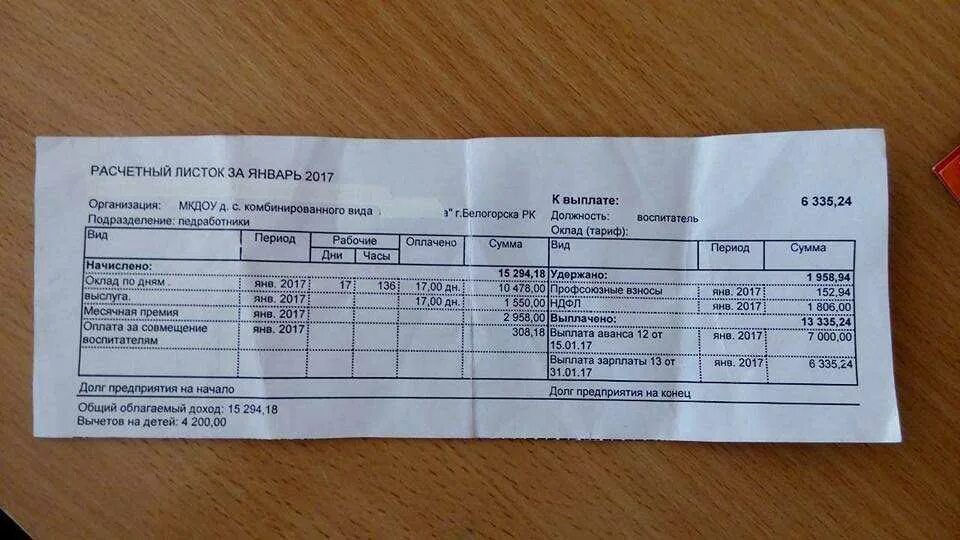 РАСЧЕТНЫЙ ЛИСТОК ЗА ЯНВАРЬ 2017
Организация: МКДОУ д. с. комбинированного вида а" г.Белогорска РК
Подразделение: педработники
К выплате: 6 335,24
Должность: воспитатель
Оклад (тариф):
Вид Период Рабочие Оплачено Сумма Вид Период Сумма
Дни Часы
Начислено: 15 294,18 Удержано: 1 958,94
Оклад по дням . янв. 2017 17 136 17,00 дн. 10 478,00 Профсоюзные взносы янв. 2017 152,94
выслуга. янв. 2017 17,00 дн. 1 550,00 НДФЛ янв. 2017 1 806,00
Месячная премия янв. 2017 2 958,00 Выплачено: 13 335,24
Оплата за совмещение воспитателям янв. 2017 308,18 Выплата аванса 12 от 15.01.17 янв. 2017 7 000,00
Выплата зарплаты 13 от 31.01.17 янв. 2017 6 335,24
Долг предприятия на начало Долг предприятия на конец
Общий облагаемый доход: 15 294,18
Вычетов на детей: 4 200,00